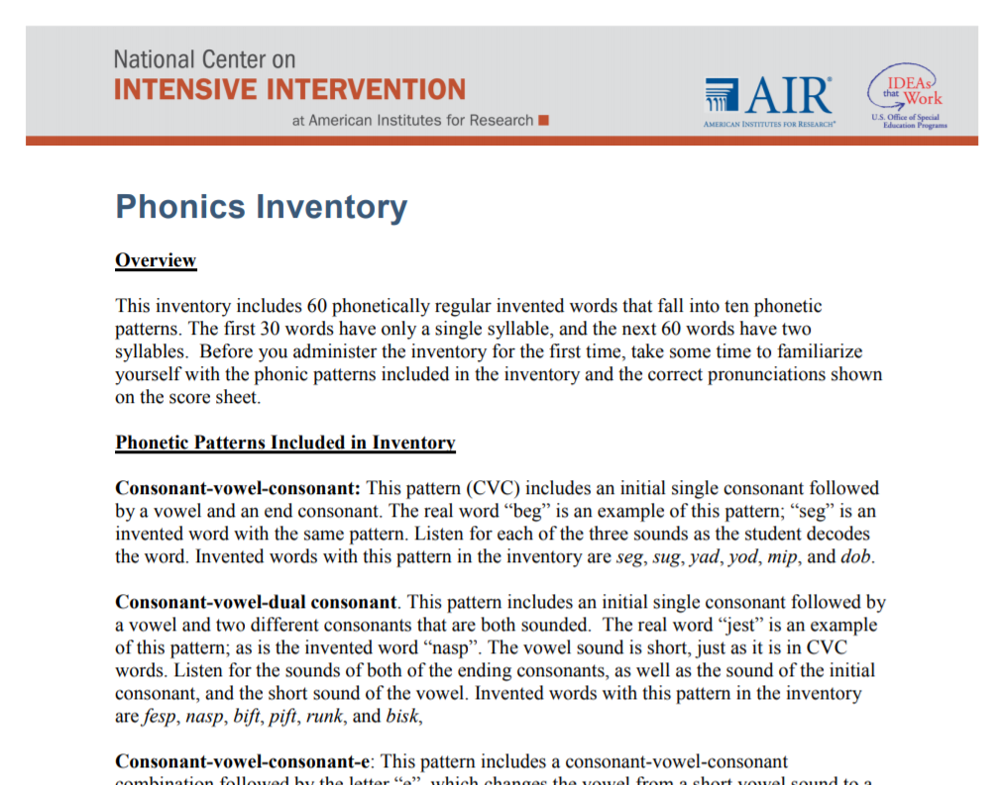 National Center on
INTENSIVE INTERVENTION
at American Institutes for Research
AIR®
AMERICAN INSTITUTES FOR RESEARCH®
IDEAs
that Work
U.S. Office of Special
Education Programs
Phonics Inventory
Overview
This inventory includes 60 phonetically regular invented words that fall into ten phonetic
patterns. The first 30 words have only a single syllable, and the next 60 words have two
syllables.  Before you administer the inventory for the first time, take some time to familiarize
yourself with the phonic patterns included in the inventory and the correct pronunciations shown
on the score sheet.
Phonetic Patterns Included in Inventory
Consonant-vowel-consonant: This pattern (CVC) includes an initial single consonant followed
by a vowel and an end consonant. The real word “beg” is an example of this pattern; “seg” is an
invented word with the same pattern. Listen for each of the three sounds as the student decodes
the word. Invented words with this pattern in the inventory are seg, sug, yad, yod, mip, and dob.
Consonant-vowel-dual consonant. This pattern includes an initial single consonant followed by
a vowel and two different consonants that are both sounded.  The real word “jest” is an example
of this pattern; as is the invented word “nasp”. The vowel sound is short, just as it is in CVC
words. Listen for the sounds of both of the ending consonants, as well as the sound of the initial
consonant, and the short sound of the vowel. Invented words with this pattern in the inventory
are fesp, nasp, bift, pift, runk, and bisk,
Consonant-vowel-consonant-e: This pattern includes a consonant-vowel-consonant
combination followed by the letter “e”, which changes the vowel from a short vowel sound to a